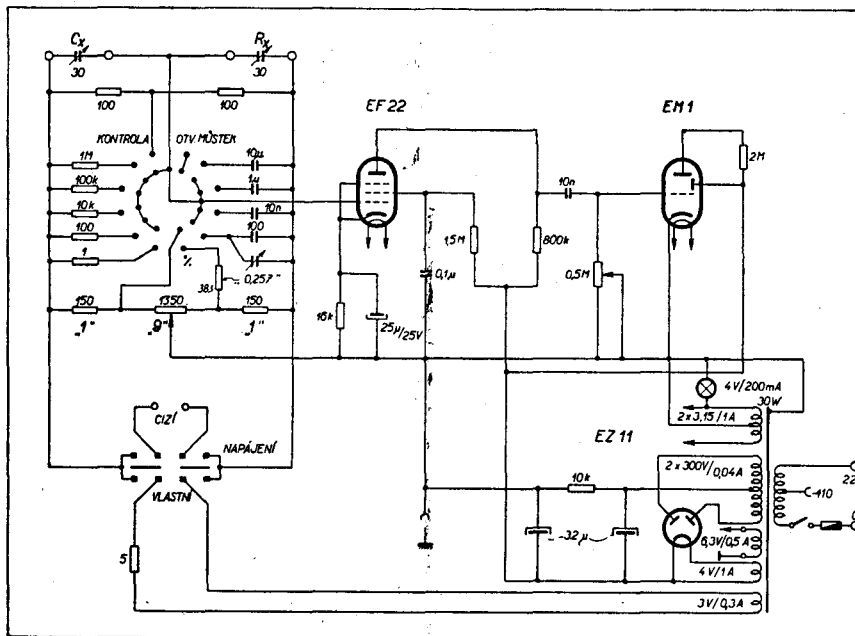 Cx
30
Rx
30
100
100
EF 22
EM 1
KONTROLA
OTV. MŮSTEK
1M
100k
10k
100
1
10µ
1µ
10n
100
%
383
0,257"
150
"1"
1350
"9"
150
"1"
16k
25µ/25V
0,1µ
1,5M
800k
10n
0,5M
2M
4V/200mA
30W
2x3,15/1A
CIZÍ
NAPÁJENÍ
VLASTNÍ
5
EZ 11
2x300V/0,04A
10k
32µ
6,3V/0,5A
4V/1A
3V/0,3A
22
110